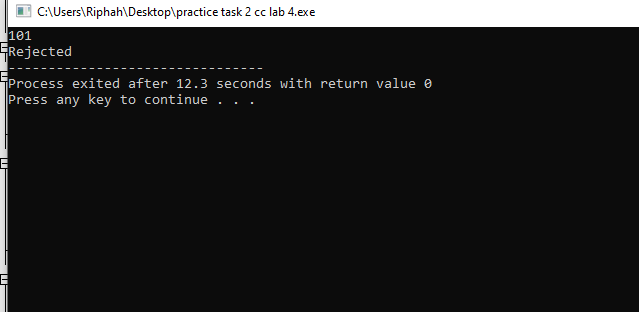 C:\Users\Riphah\Desktop\practice task 2 cc lab 4.exe
101
Rejected
--------------------------------
Process exited after 12.3 seconds with return value 0
Press any key to continue . . .